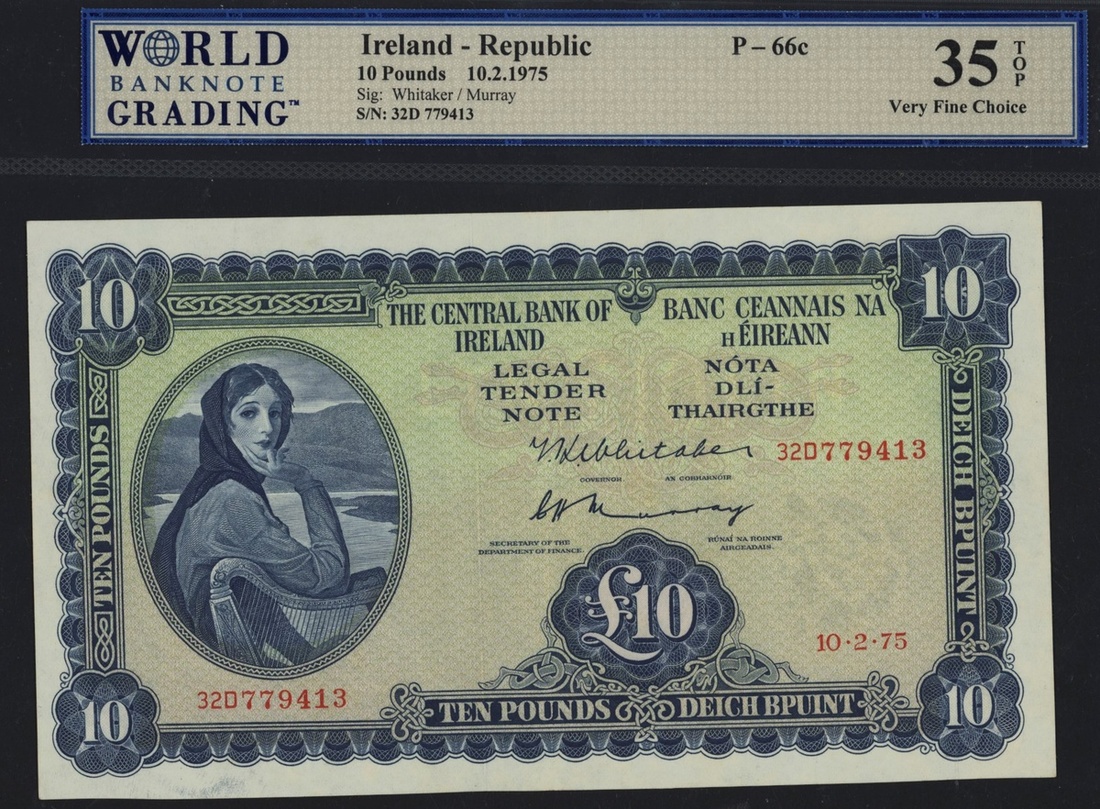 WORLD
BANKNOTE
GRADING™
Ireland - Republic
P – 66c
10 Pounds 10.2.1975
Sig: Whitaker / Murray
S/N: 32D 779413
35
TOP
Very Fine Choice
10
10
THE CENTRAL BANK OF
IRELAND
BANC CEANNAIS NA
HÉIREANN
LEGAL
TENDER
NOTE
NÓTA
DLÍ-
THAIRGTHE
T K Whitaker
32D779413
GOVERNOR
AN GOBHARNÓIR
C H Murray
SECRETARY OF THE
DEPARTMENT OF FINANCE.
RÚNAÍ NA ROINNE
AIRGEADAIS.
TEN POUNDS
DEICH BPUINT
£10
10·2·75
32D779413
10
TEN POUNDS
DEICH BPUINT
10